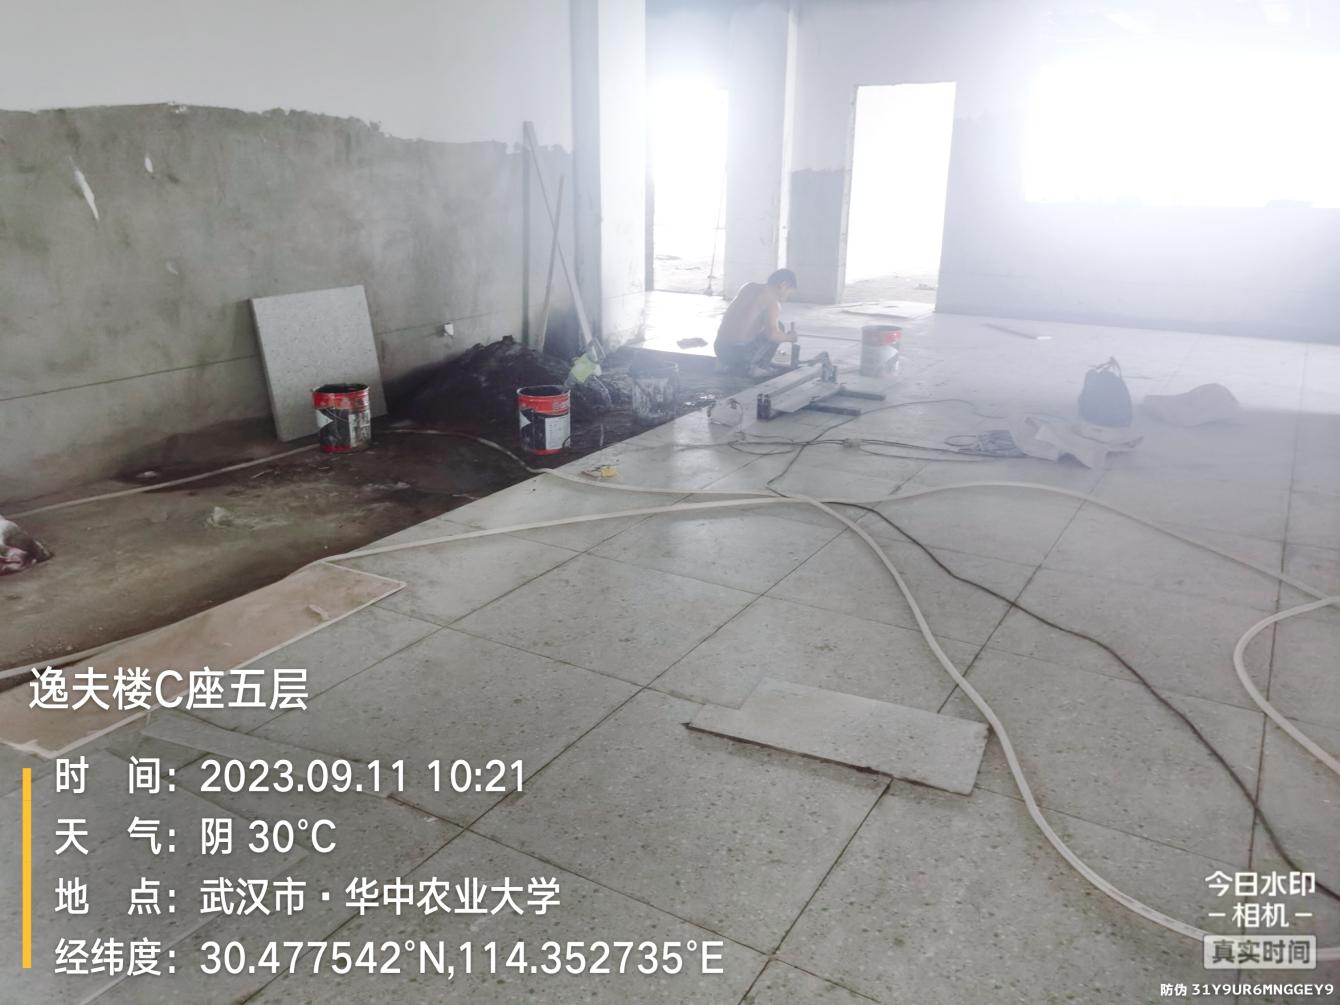 逸夫楼C座五层
时 间：2023.09.11 10:21
天 气：阴 30℃
地 点：武汉市·华中农业大学
经纬度：30.477542°N,114.352735°E
今日水印
相机
真实时间
防伪 31Y9UR6MNGGEY9